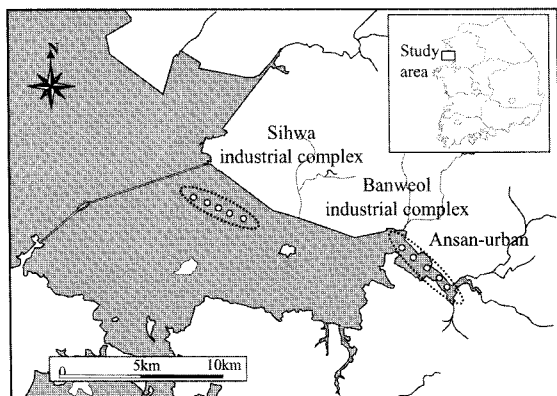 N
Study
area
Sihwa
industrial complex
Banweol
industrial complex
Ansan-urban
0 5km 10km